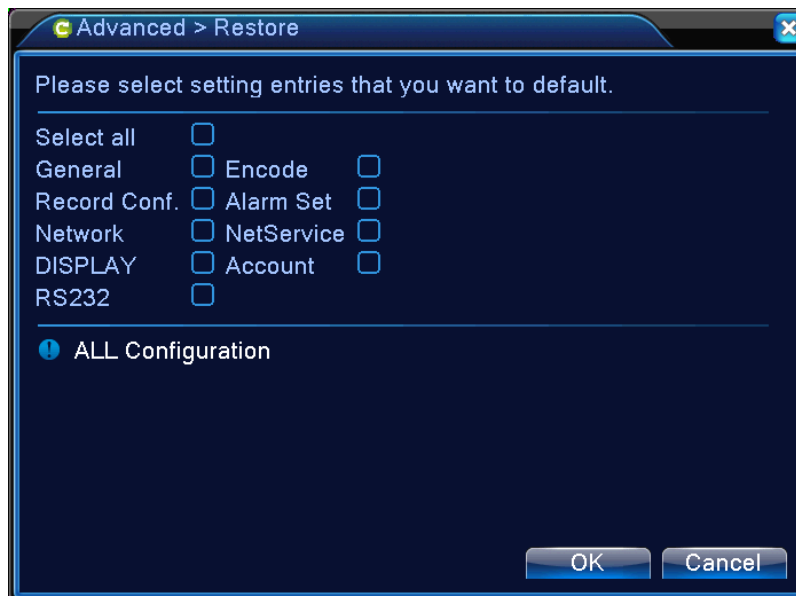 Advanced > Restore
Please select setting entries that you want to default.
Select all
General Encode
Record Conf. Alarm Set
Network NetService
DISPLAY Account
RS232
ALL Configuration
OK Cancel